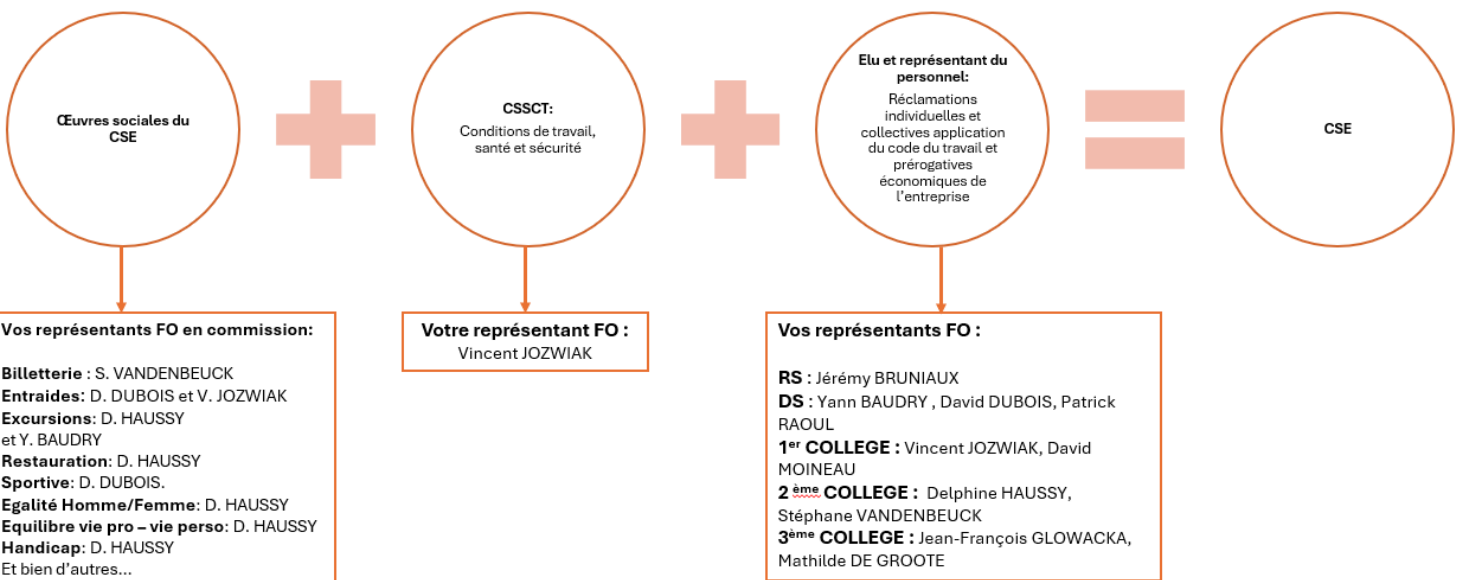 Œuvres sociales du
CSE
CSSCT:
Conditions de travail,
santé et sécurité
Elu et représentant du
personnel:
Réclamations
individuelles et
collectives application
du code du travail et
prérogatives
économiques de
l’entreprise
CSE
Vos représentants FO en commission:
Billetterie : S. VANDENBEUCK
Entraides: D. DUBOIS et V. JOZWIAK
Excursions: D. HAUSSY
et Y. BAUDRY
Restauration: D. HAUSSY
Sportive: D. DUBOIS.
Egalité Homme/Femme: D. HAUSSY
Equilibre vie pro – vie perso: D. HAUSSY
Handicap: D. HAUSSY
Et bien d’autres...
Votre représentant FO :
Vincent JOZWIAK
Vos représentants FO :
RS : Jérémy BRUNIAUX
DS : Yann BAUDRY , David DUBOIS, Patrick
RAOUL
1er COLLEGE : Vincent JOZWIAK, David
MOINEAU
2 ème COLLEGE : Delphine HAUSSY,
Stéphane VANDENBEUCK
3ème COLLEGE : Jean-François GLOWACKA,
Mathilde DE GROOTE